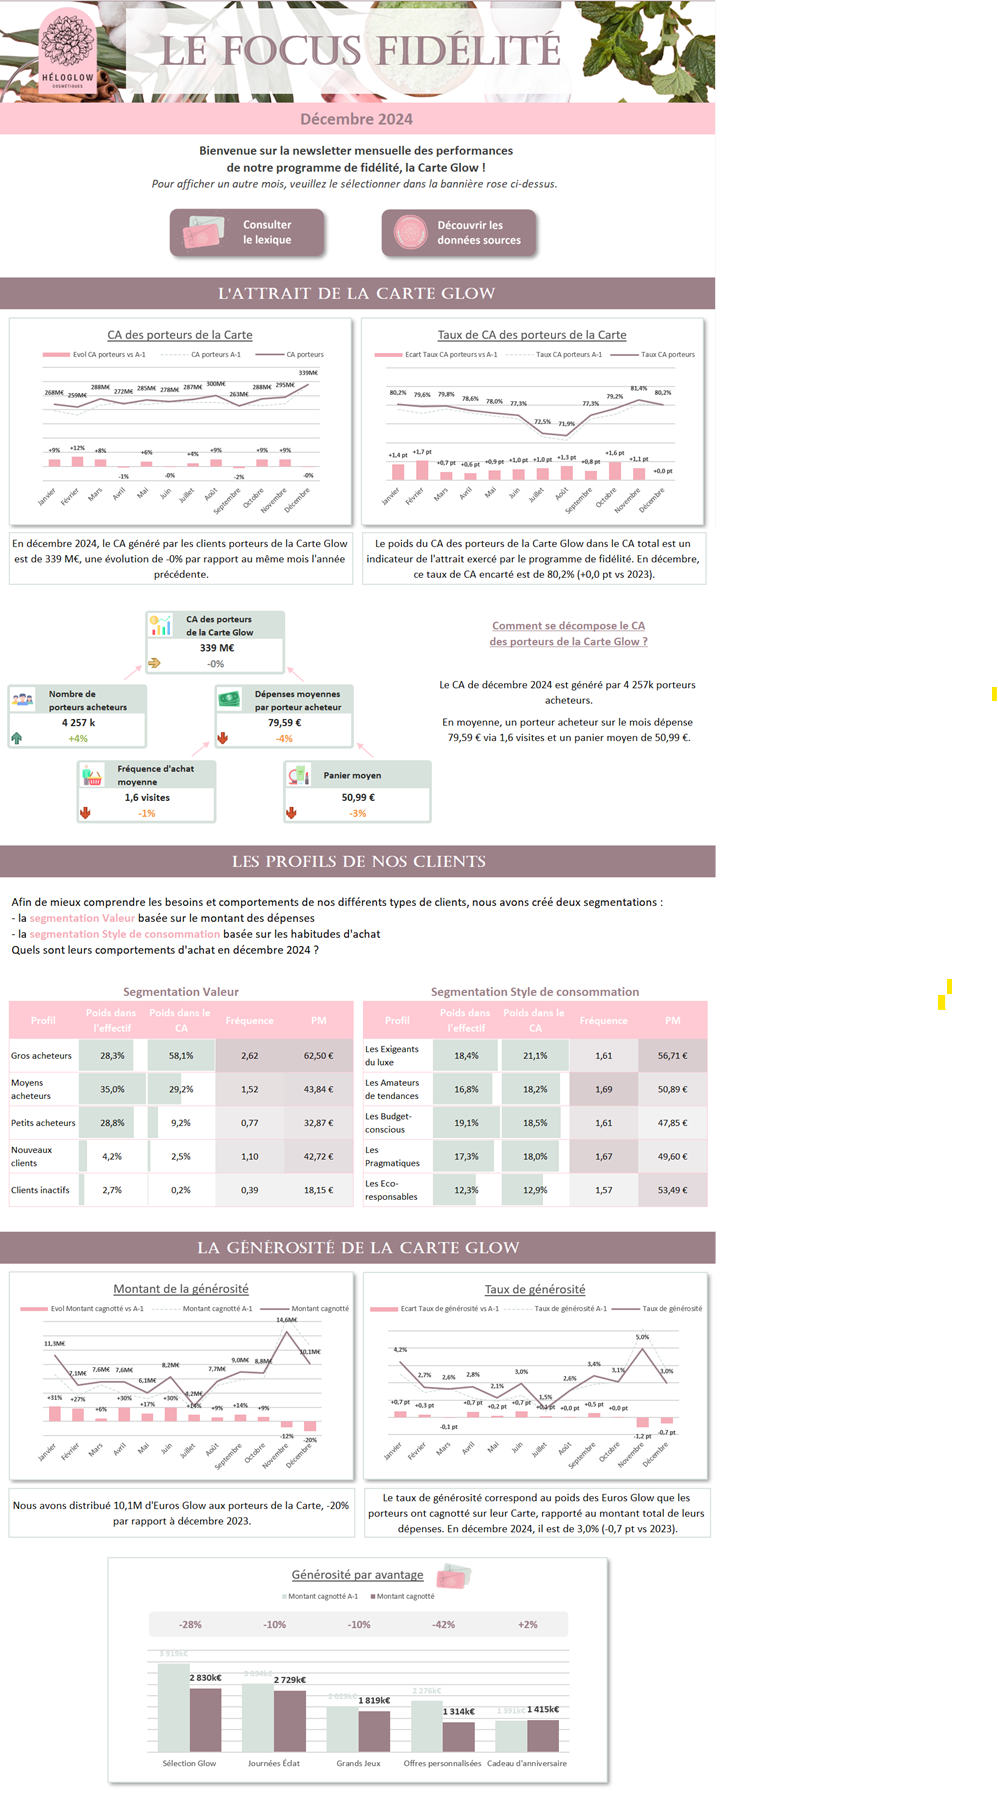 HÉLOGLOW
COSMÉTIQUES
LE FOCUS FIDÉLITÉ
Décembre 2024
Bienvenue sur la newsletter mensuelle des performances
de notre programme de fidélité, la Carte Glow !
Pour afficher un autre mois, veuillez le sélectionner dans la bannière rose ci-dessus.
Consulter
le lexique
Découvrir les
données sources
L'ATTRAIT DE LA CARTE GLOW
CA des porteurs de la Carte
Evol CA porteurs vs A-1 CA porteurs A-1 CA porteurs
268M€ 259M€ 288M€ 272M€ 285M€ 278M€ 287M€ 300M€ 263M€ 288M€ 295M€ 339M€
+9% +12% +8% -1% +6% -0% +4% +9% -2% +9% +9% -0%
Janvier Février Mars Avril Mai Juin Juillet Août Septembre Octobre Novembre Décembre
Taux de CA des porteurs de la Carte
Ecart Taux CA porteurs vs A-1 Taux CA porteurs A-1 Taux CA porteurs
80,2% 79,6% 79,8% 78,6% 78,0% 77,3% 72,5% 71,9% 77,3% 79,2% 81,4% 80,2%
+1,4 pt +1,7 pt +0,7 pt +0,6 pt +0,9 pt +1,0 pt +1,0 pt +1,3 pt +0,8 pt +1,6 pt +1,1 pt +0,0 pt
Janvier Février Mars Avril Mai Juin Juillet Août Septembre Octobre Novembre Décembre
En décembre 2024, le CA généré par les clients porteurs de la Carte Glow
est de 339 M€, une évolution de -0% par rapport au même mois l'année
précédente.
Le poids du CA des porteurs de la Carte Glow dans le CA total est un
indicateur de l'attrait exercé par le programme de fidélité. En décembre,
ce taux de CA encarté est de 80,2% (+0,0 pt vs 2023).
CA des porteurs
de la Carte Glow
339 M€
-0%
Nombre de
porteurs acheteurs
4 257 k
+4%
Dépenses moyennes
par porteur acheteur
79,59 €
-4%
Fréquence d'achat
moyenne
1,6 visites
-1%
Panier moyen
50,99 €
-3%
Comment se décompose le CA
des porteurs de la Carte Glow ?
Le CA de décembre 2024 est généré par 4 257k porteurs
acheteurs.
En moyenne, un porteur acheteur sur le mois dépense
79,59 € via 1,6 visites et un panier moyen de 50,99 €.
LES PROFILS DE NOS CLIENTS
Afin de mieux comprendre les besoins et comportements de nos différents types de clients, nous avons créé deux segmentations :
- la segmentation Valeur basée sur le montant des dépenses
- la segmentation Style de consommation basée sur les habitudes d'achat
Quels sont leurs comportements d'achat en décembre 2024 ?
Segmentation Valeur
Profil Poids dans l'effectif Poids dans le CA Fréquence PM
Gros acheteurs 28,3% 58,1% 2,62 62,50 €
Moyens acheteurs 35,0% 29,2% 1,52 43,84 €
Petits acheteurs 28,8% 9,2% 0,77 32,87 €
Nouveaux clients 4,2% 2,5% 1,10 42,72 €
Clients inactifs 2,7% 0,2% 0,39 18,15 €
Segmentation Style de consommation
Profil Poids dans l'effectif Poids dans le CA Fréquence PM
Les Exigeants du luxe 18,4% 21,1% 1,61 56,71 €
Les Amateurs de tendances 16,8% 18,2% 1,69 50,89 €
Les Budget-conscious 19,1% 18,5% 1,61 47,85 €
Les Pragmatiques 17,3% 18,0% 1,67 49,60 €
Les Eco-responsables 12,3% 12,9% 1,57 53,49 €
LA GÉNÉROSITÉ DE LA CARTE GLOW
Montant de la générosité
Evol Montant cagnotté vs A-1 Montant cagnotté A-1 Montant cagnotté
11,3M€ 7,1M€ 7,6M€ 7,6M€ 6,1M€ 8,2M€ 4,2M€ 7,7M€ 9,0M€ 8,8M€ 14,6M€ 10,1M€
+31% +27% +6% +30% +17% +30% +14% +9% +14% +9% -12% -20%
Janvier Février Mars Avril Mai Juin Juillet Août Septembre Octobre Novembre Décembre
Taux de générosité
Ecart Taux de générosité vs A-1 Taux de générosité A-1 Taux de générosité
4,2% 2,7% 2,6% 2,8% 2,1% 3,0% 1,5% 2,6% 3,4% 3,1% 5,0% 3,0%
+0,7 pt +0,3 pt -0,1 pt +0,7 pt +0,2 pt +0,7 pt +0,1 pt +0,0 pt +0,5 pt +0,0 pt -1,2 pt -0,7 pt
Janvier Février Mars Avril Mai Juin Juillet Août Septembre Octobre Novembre Décembre
Nous avons distribué 10,1M d'Euros Glow aux porteurs de la Carte, -20%
par rapport à décembre 2023.
Le taux de générosité correspond au poids des Euros Glow que les
porteurs ont cagnotté sur leur Carte, rapporté au montant total de leurs
dépenses. En décembre 2024, il est de 3,0% (-0,7 pt vs 2023).
Générosité par avantage
Montant cagnotté A-1 Montant cagnotté
-28% -10% -10% -42% +2%
3 919k€ 2 830k€ 2 729k€ 1 819k€ 2 276k€ 1 314k€ 1 391k€ 1 415k€
Sélection Glow Journées Éclat Grands Jeux Offres personnalisées Cadeau d'anniversaire